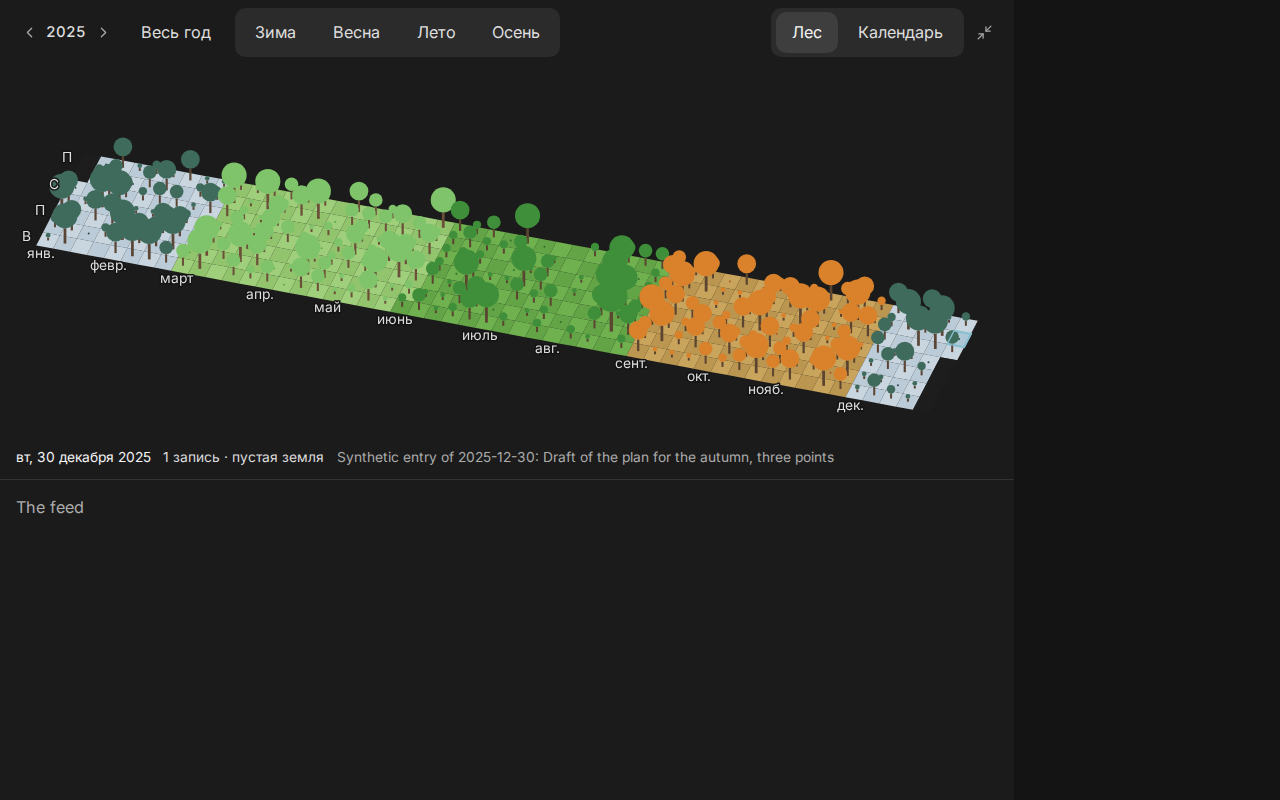 2025 Весь год Зима Весна Лето Осень Лес Календарь
П
С
П
В
янв.
февр.
март
апр.
май
июнь
июль
авг.
сент.
окт.
нояб.
дек.
вт, 30 декабря 2025 1 запись · пустая земля Synthetic entry of 2025-12-30: Draft of the plan for the autumn, three points
The feed